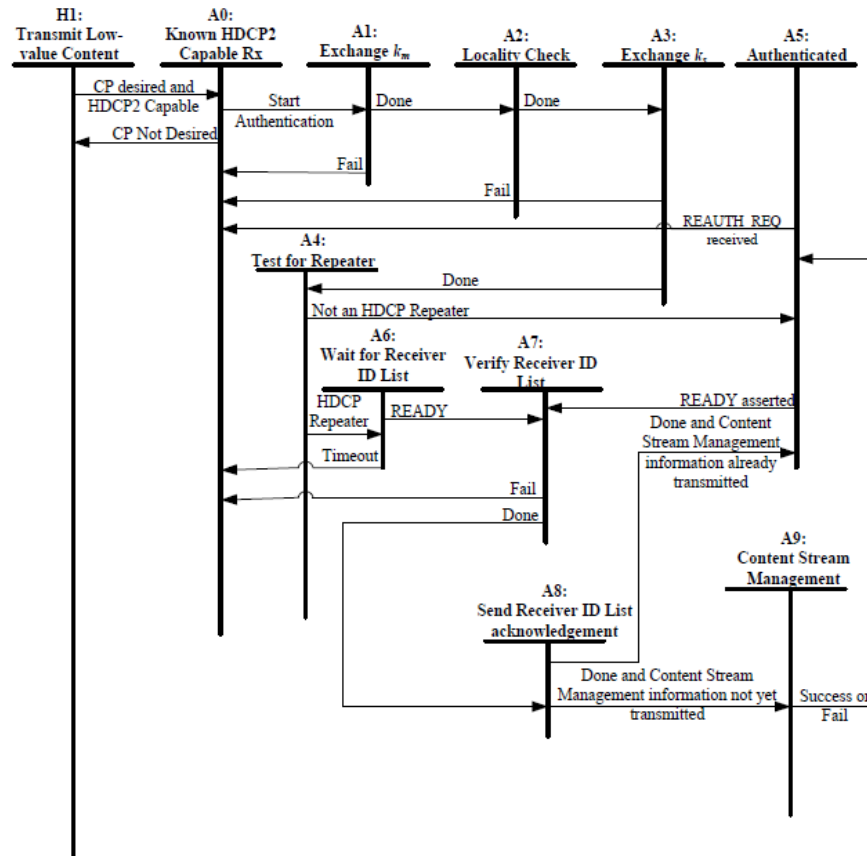 H1:
Transmit Low-
value Content
A0:
Known HDCP2
Capable Rx
A1:
Exchange km
A2:
Locality Check
A3:
Exchange ks
A5:
Authenticated
CP desired and
HDCP2 Capable
Start
Authentication
Done
Done
CP Not Desired
Fail
Fail
REAUTH_REQ
received
A4:
Test for Repeater
Done
Not an HDCP Repeater
A6:
Wait for Receiver
ID List
A7:
Verify Receiver ID
List
HDCP
Repeater
READY
READY asserted
Done and Content
Stream Management
information already
transmitted
Timeout
Fail
Done
A9:
Content Stream
Management
A8:
Send Receiver ID List
acknowledgement
Done and Content Stream
Management information not yet
transmitted
Success or
Fail